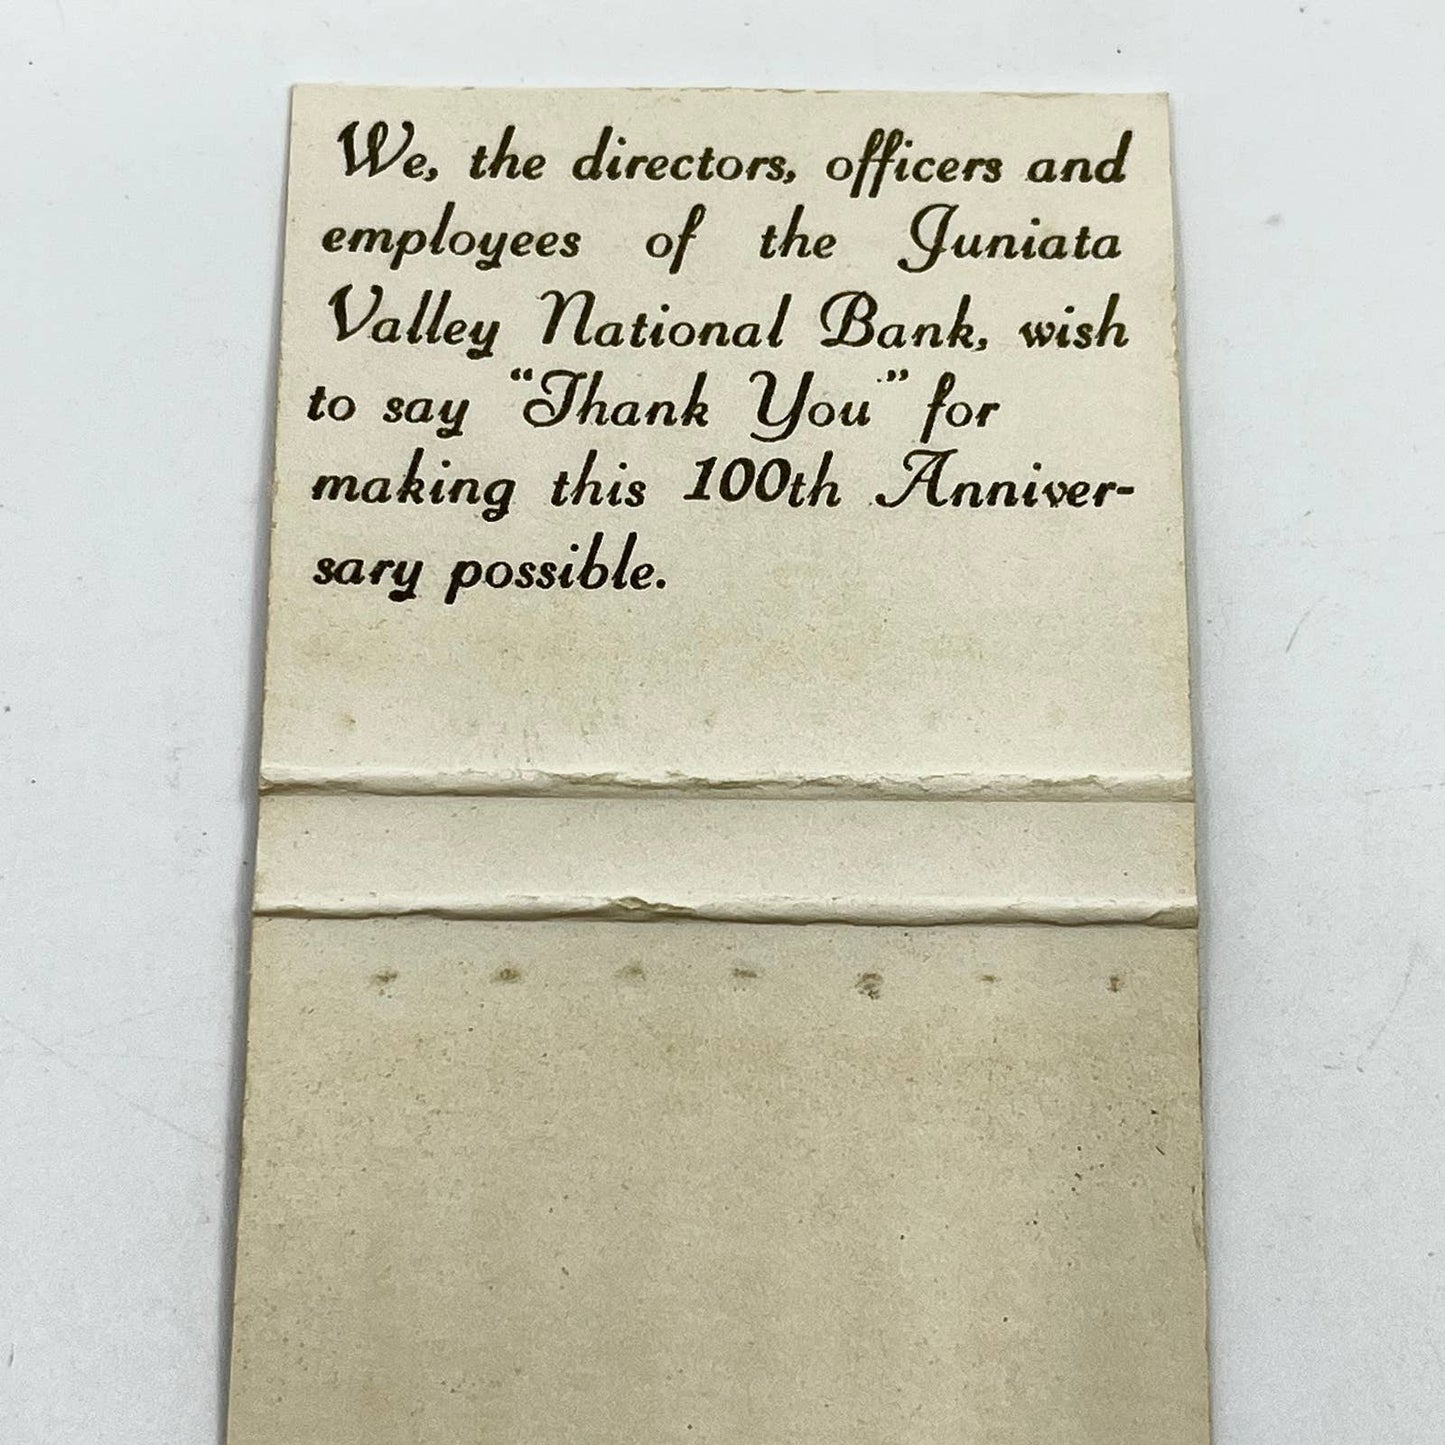 We, the directors, officers and
employees of the Juniata
Valley National Bank, wish
to say “Thank You” for
making this 100th Anniver-
sary possible.